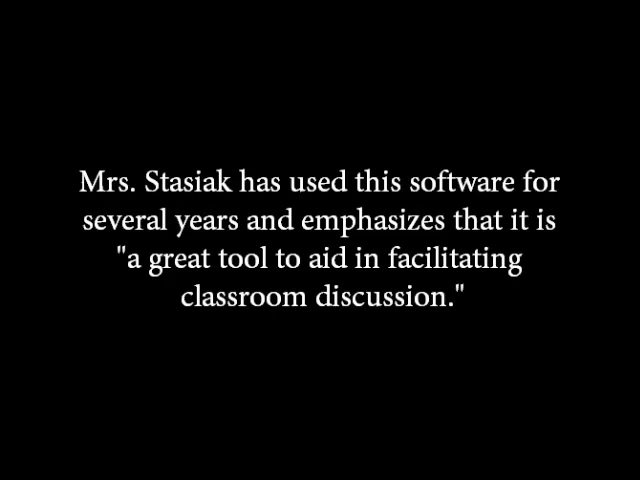 Mrs. Stasiak has used this software for
several years and emphasizes that it is
"a great tool to aid in facilitating
classroom discussion."